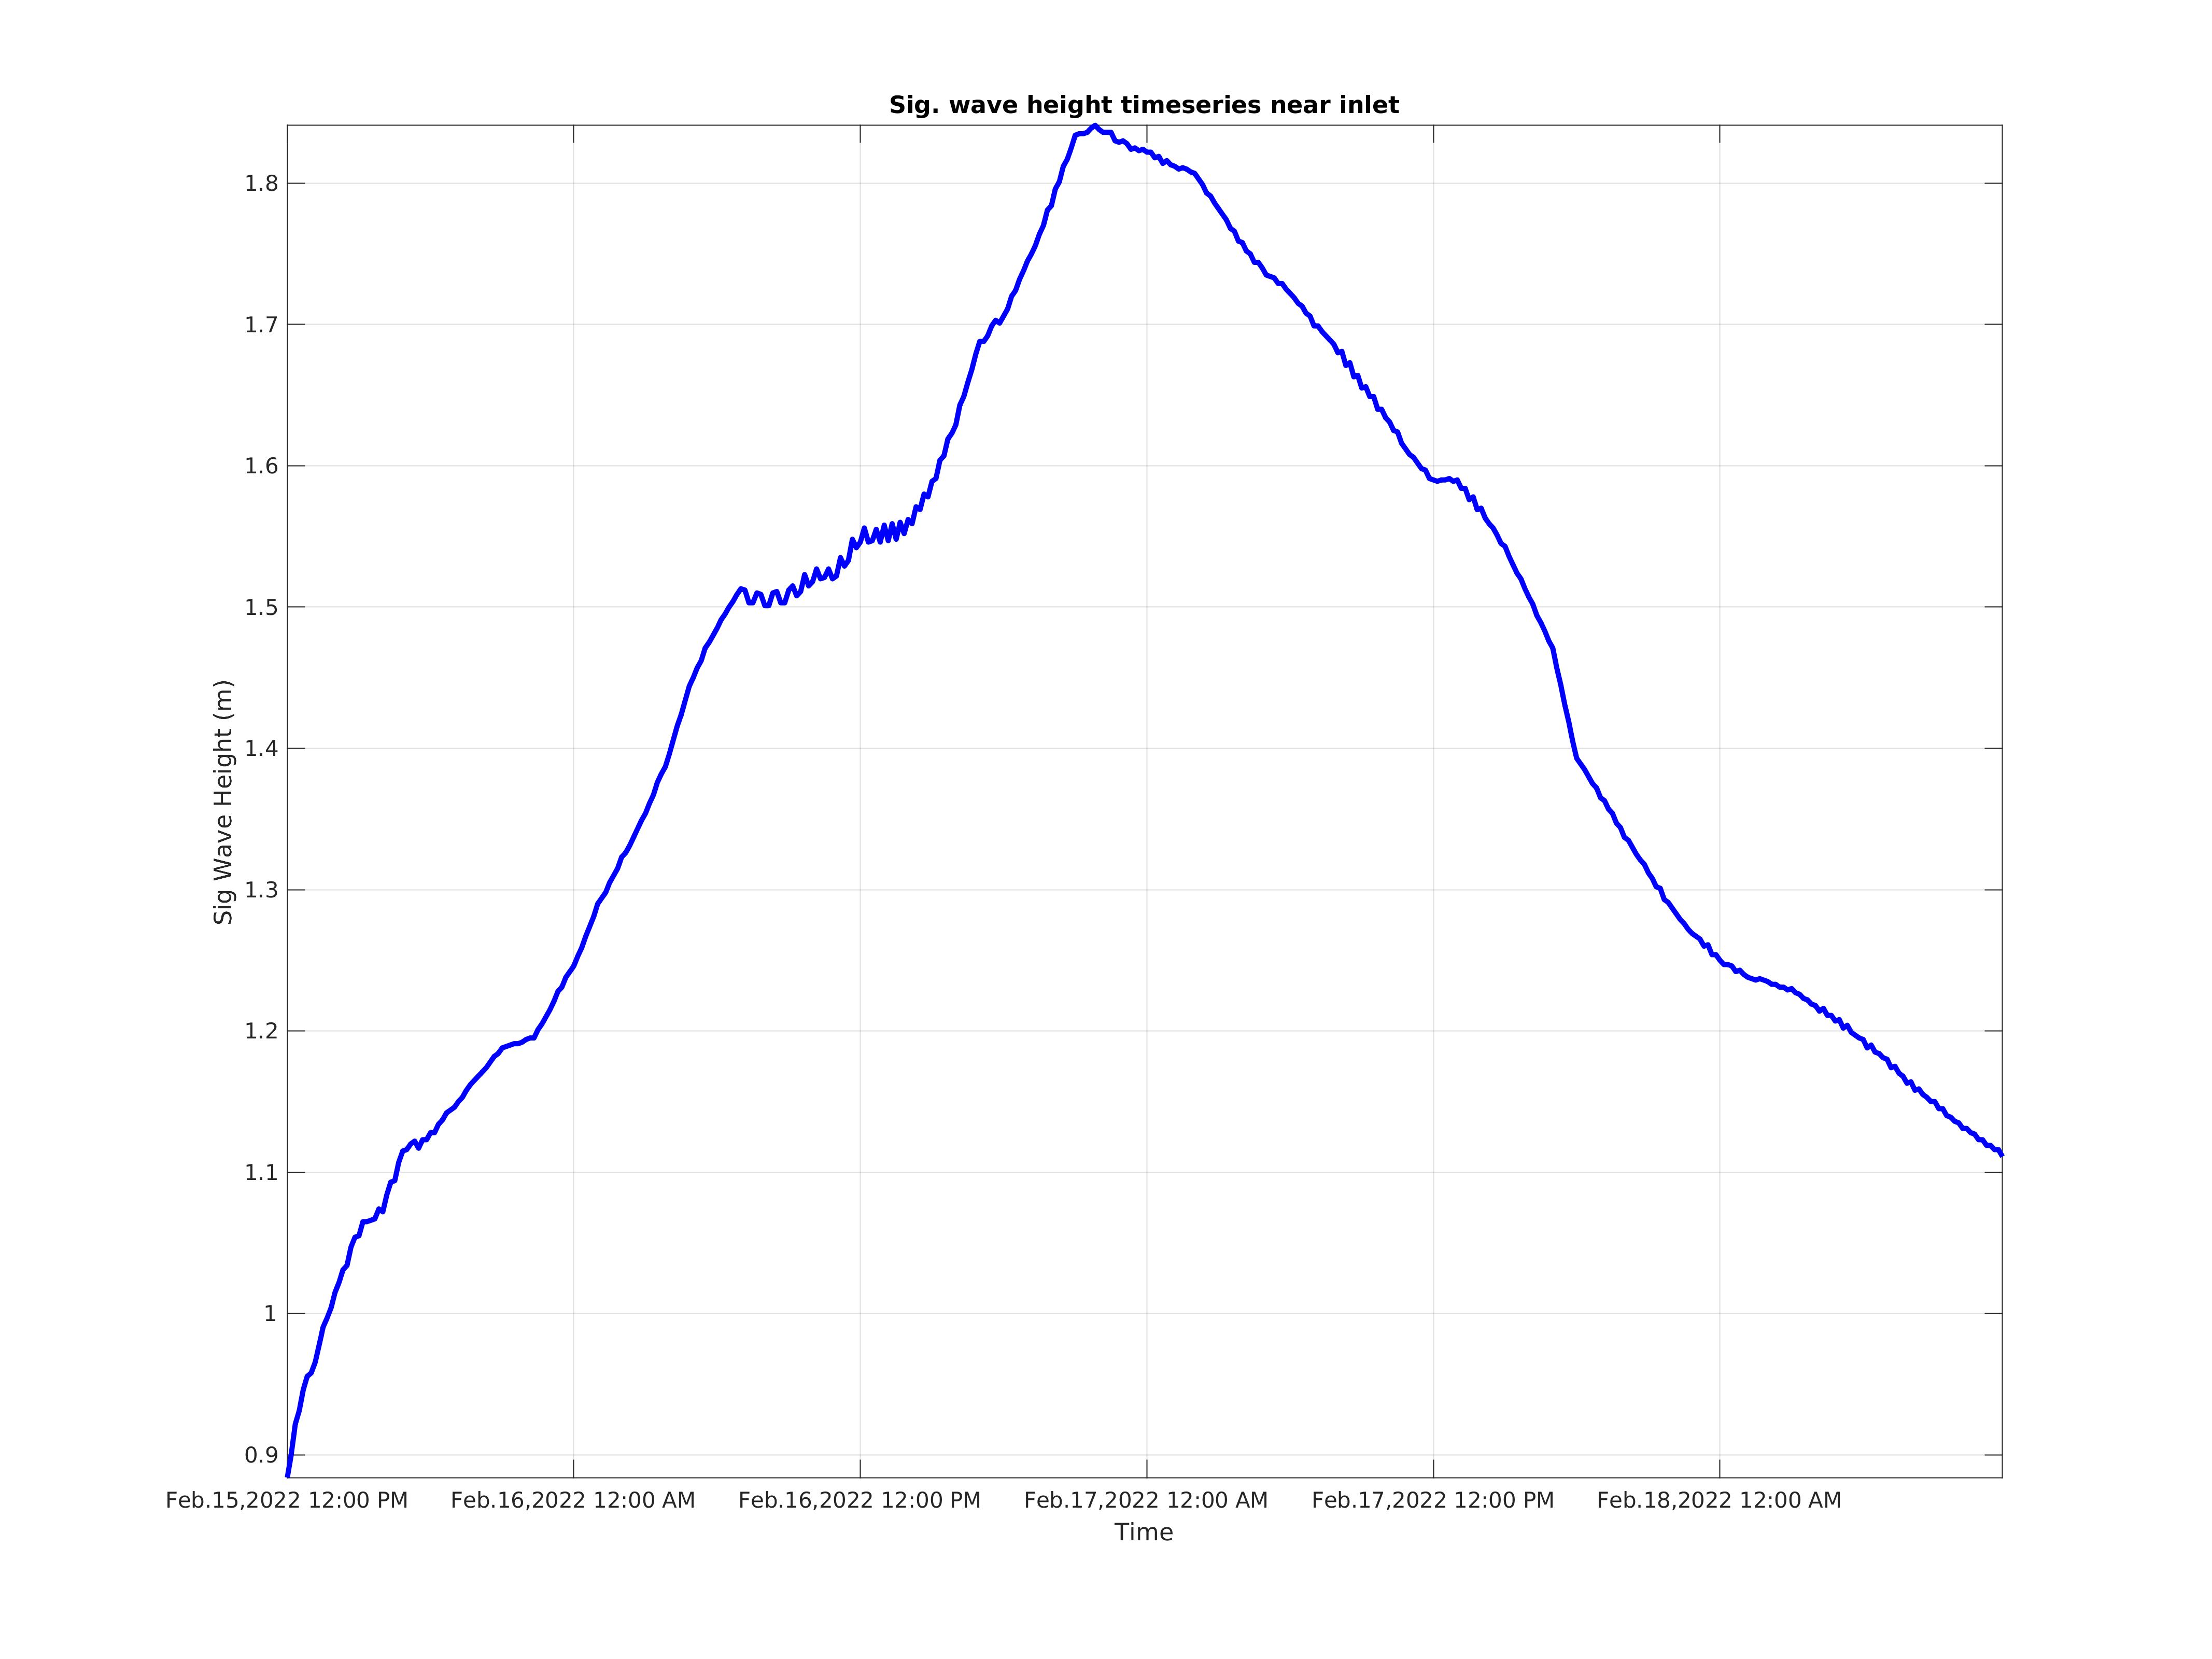 Sig. wave height timeseries near inlet
Sig Wave Height (m)
1.8
1.7
1.6
1.5
1.4
1.3
1.2
1.1
1
0.9
Feb.15,2022 12:00 PM Feb.16,2022 12:00 AM Feb.16,2022 12:00 PM Feb.17,2022 12:00 AM Feb.17,2022 12:00 PM Feb.18,2022 12:00 AM
Time